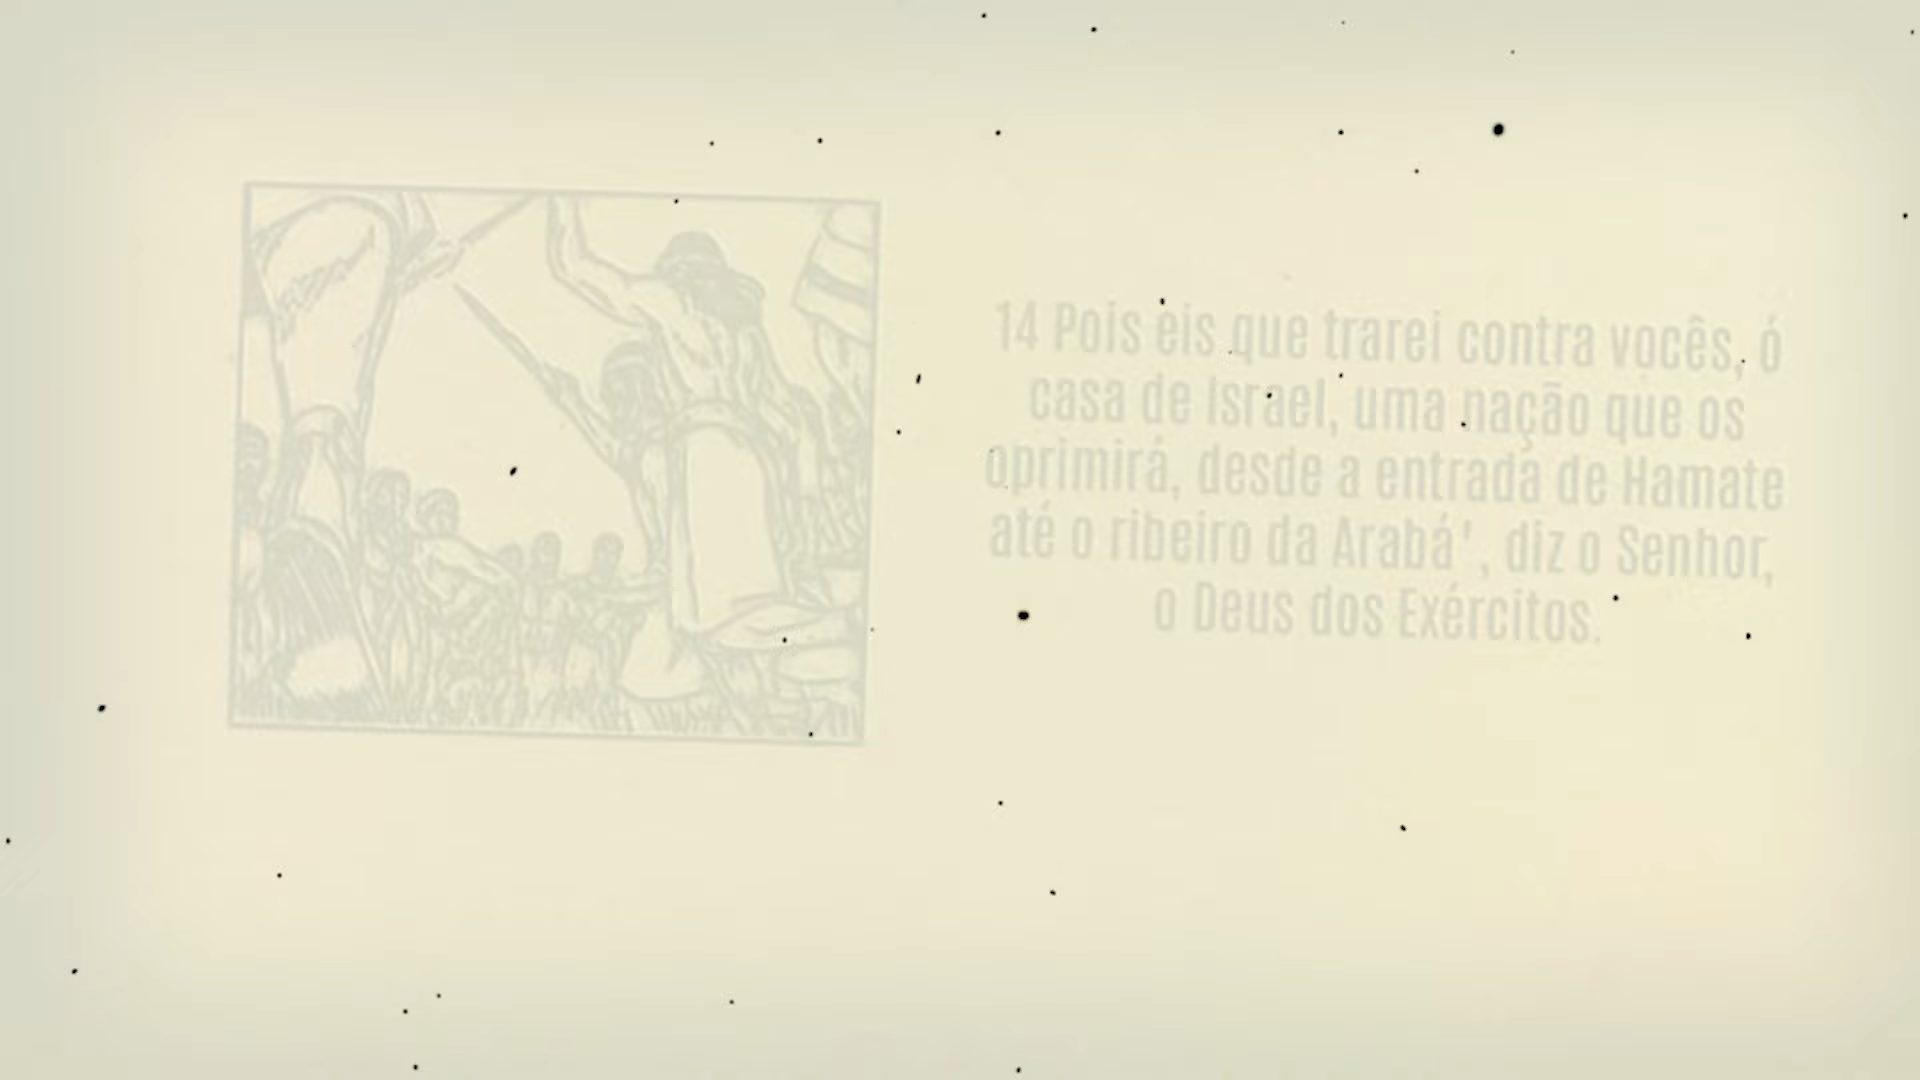 14 Pois eis que trarei contra vocês, ó
casa de Israel, uma nação que os
oprimirá, desde a entrada de Hamate
até o ribeiro da Arabá', diz o Senhor,
o Deus dos Exércitos.